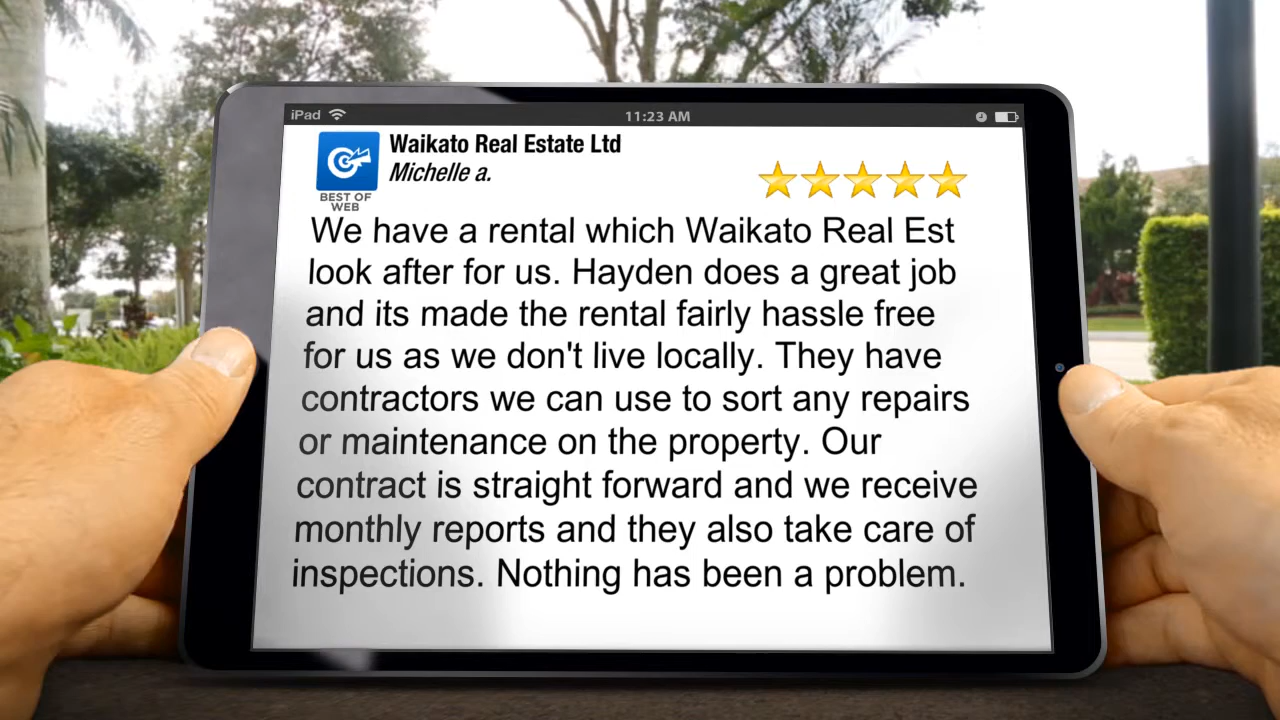 iPad 11:23 AM
Waikato Real Estate Ltd
Michelle a.
BEST OF
WEB
We have a rental which Waikato Real Est
look after for us. Hayden does a great job
and its made the rental fairly hassle free
for us as we don't live locally. They have
contractors we can use to sort any repairs
or maintenance on the property. Our
contract is straight forward and we receive
monthly reports and they also take care of
inspections. Nothing has been a problem.